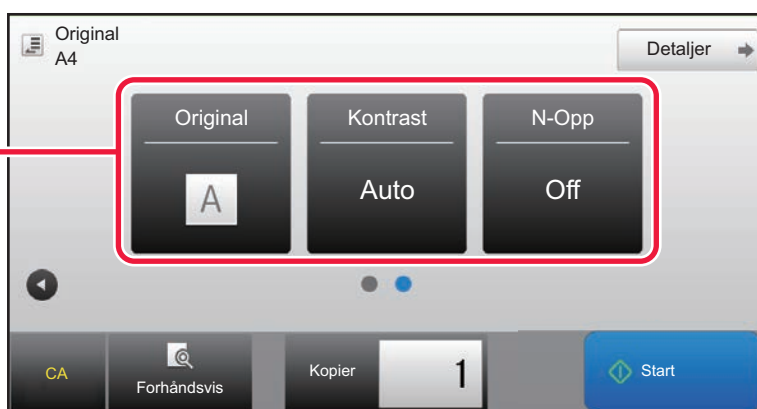 Original
A4
Detaljer
Original
Kontrast
N-Opp
A
Auto
Off
CA
Forhåndsvis
Kopier
1
Start